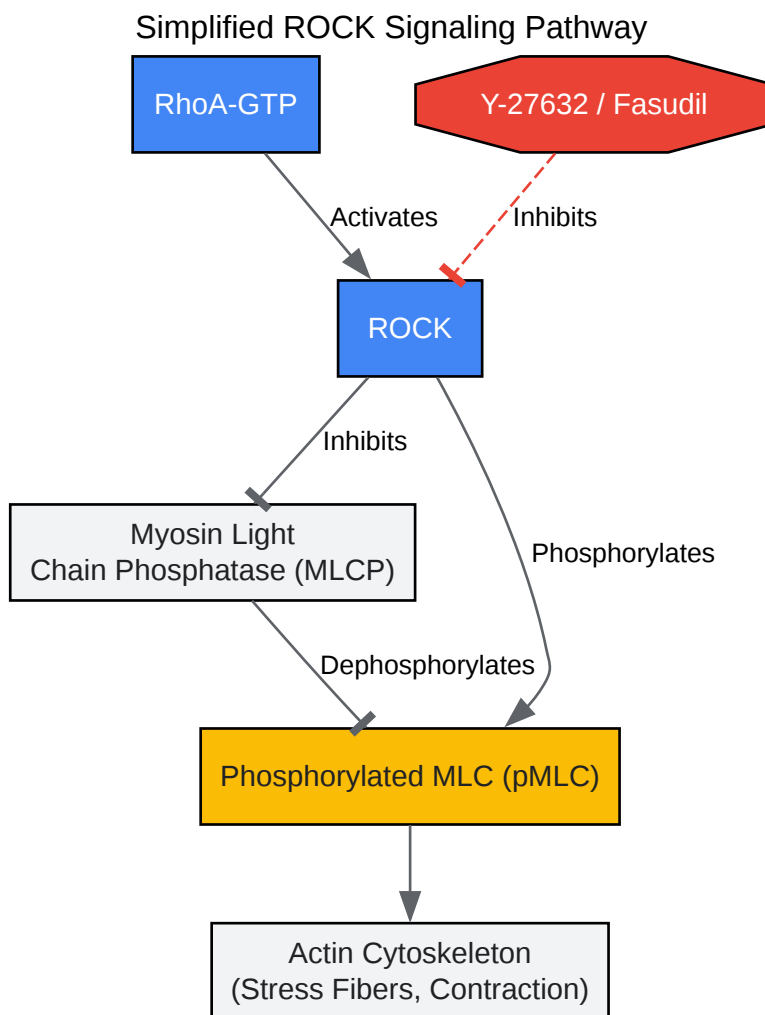 Simplified ROCK Signaling Pathway
RhoA-GTP
Y-27632 / Fasudil
Activates
Inhibits
ROCK
Inhibits
Myosin Light
Chain Phosphatase (MLCP)
Phosphorylates
Dephosphorylates
Phosphorylated MLC (pMLC)
Actin Cytoskeleton
(Stress Fibers, Contraction)